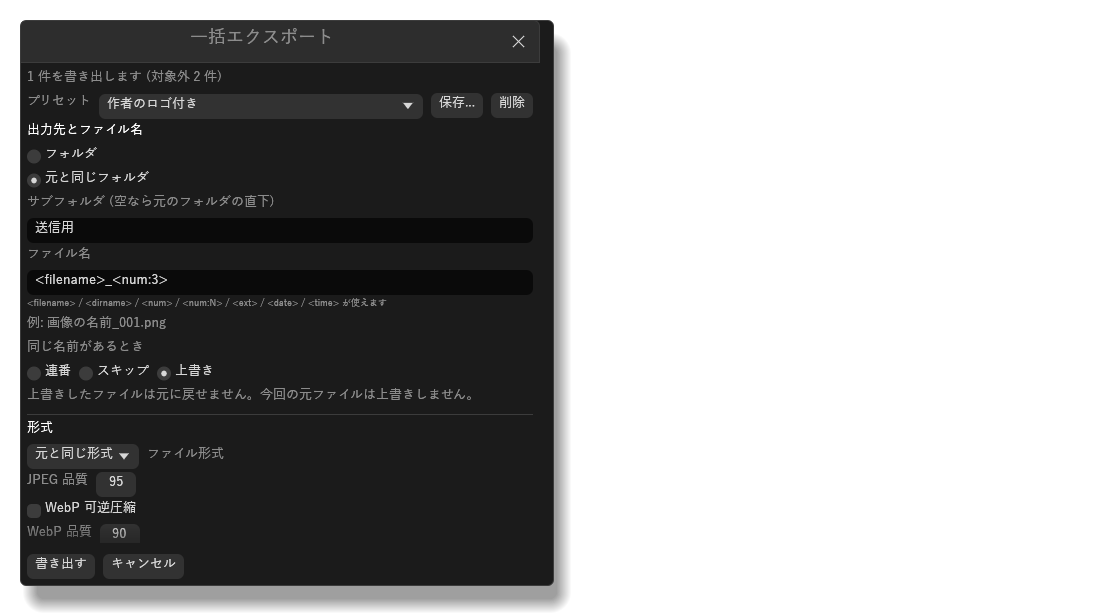 一括エクスポート
1 件を書き出します (対象外 2 件)
プリセット 作者のロゴ付き 保存... 削除
出力先とファイル名
フォルダ
元と同じフォルダ
サブフォルダ (空なら元のフォルダの直下)
送信用
ファイル名
<filename>_<num:3>
<filename> / <dirname> / <num> / <num:N> / <ext> / <date> / <time> が使えます
例: 画像の名前_001.png
同じ名前があるとき
連番 スキップ 上書き
上書きしたファイルは元に戻せません。今回の元ファイルは上書きしません。
形式
元と同じ形式 ファイル形式
JPEG 品質 95
WebP 可逆圧縮
WebP 品質 90
書き出す キャンセル